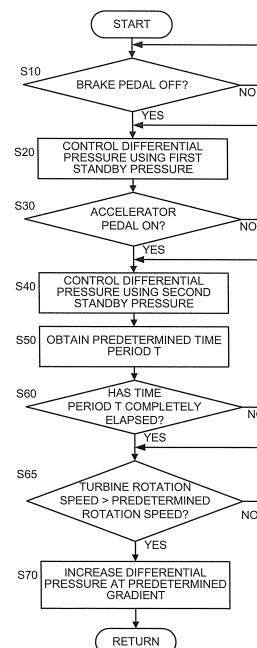 START
S10
BRAKE PEDAL OFF?
NO
YES
S20
CONTROL DIFFERENTIAL
PRESSURE USING FIRST
STANDBY PRESSURE
S30
ACCELERATOR
PEDAL ON?
NO
YES
S40
CONTROL DIFFERENTIAL
PRESSURE USING SECOND
STANDBY PRESSURE
S50
OBTAIN PREDETERMINED TIME
PERIOD T
S60
HAS TIME
PERIOD T COMPLETELY
ELAPSED?
NO
YES
S65
TURBINE ROTATION
SPEED > PREDETERMINED
ROTATION SPEED?
NO
YES
S70
INCREASE DIFFERENTIAL
PRESSURE AT PREDETERMINED
GRADIENT
RETURN